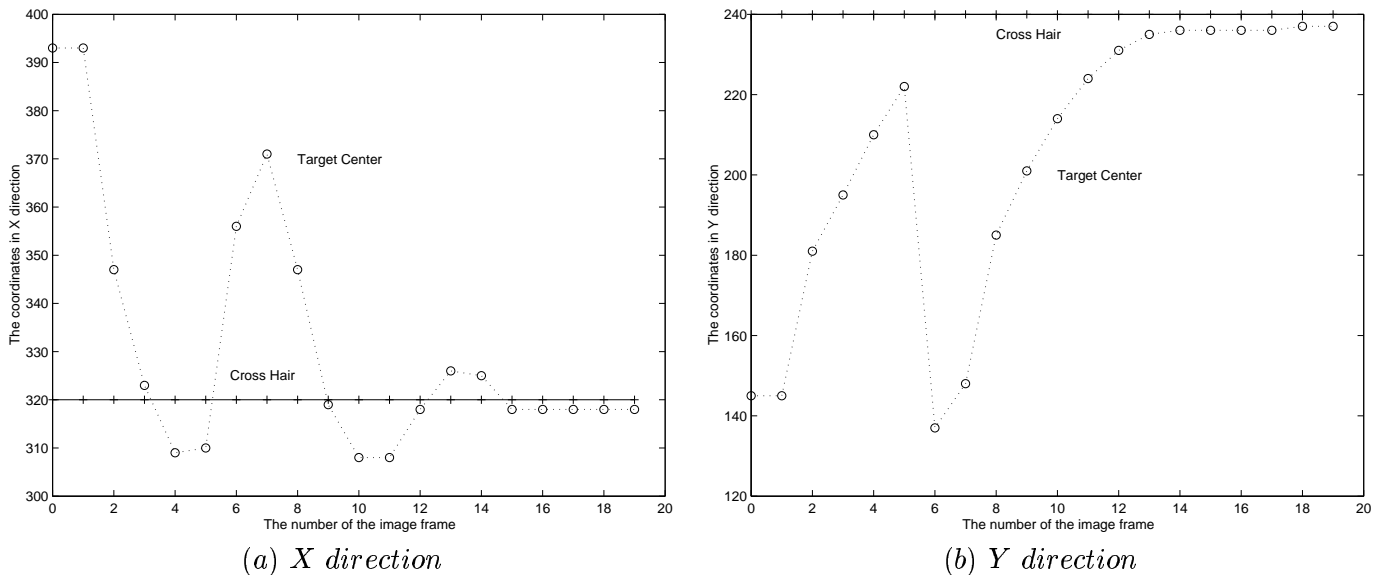 400
390
380
370
360
350
340
330
320
310
300
The coordinates in X direction
Target Center
Cross Hair
0 2 4 6 8 10 12 14 16 18 20
The number of the image frame
(a) X direction
240
220
200
180
160
140
120
The coordinates in Y direction
Cross Hair
Target Center
0 2 4 6 8 10 12 14 16 18 20
The number of the image frame
(b) Y direction